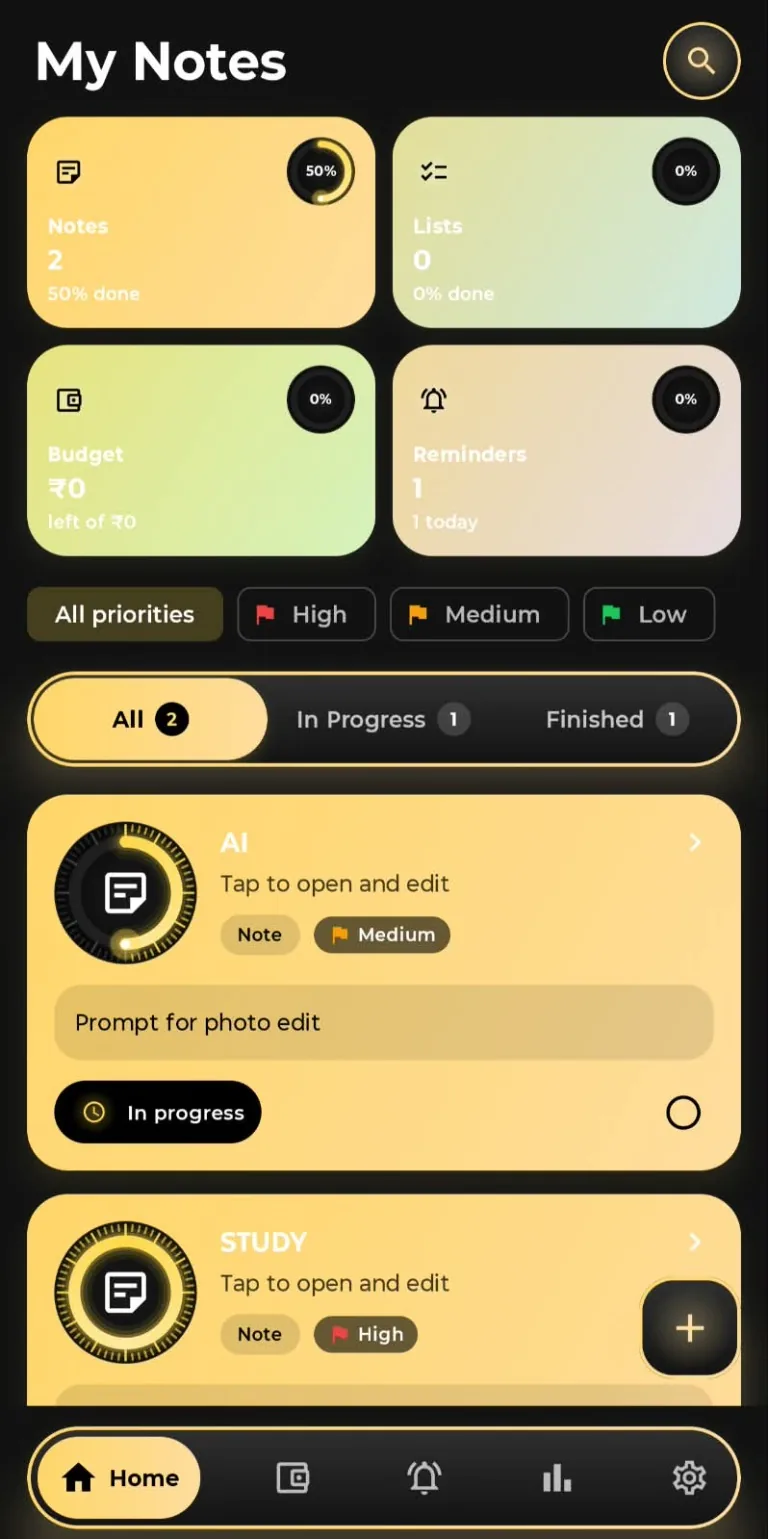 My Notes
50%
Notes
2
50% done
0%
Lists
0
0% done
0%
Budget
₹0
left of ₹0
0%
Reminders
1
1 today
All priorities
High
Medium
Low
All 2
In Progress 1
Finished 1
AI
Tap to open and edit
Note
Medium
Prompt for photo edit
In progress
STUDY
Tap to open and edit
Note
High
Home